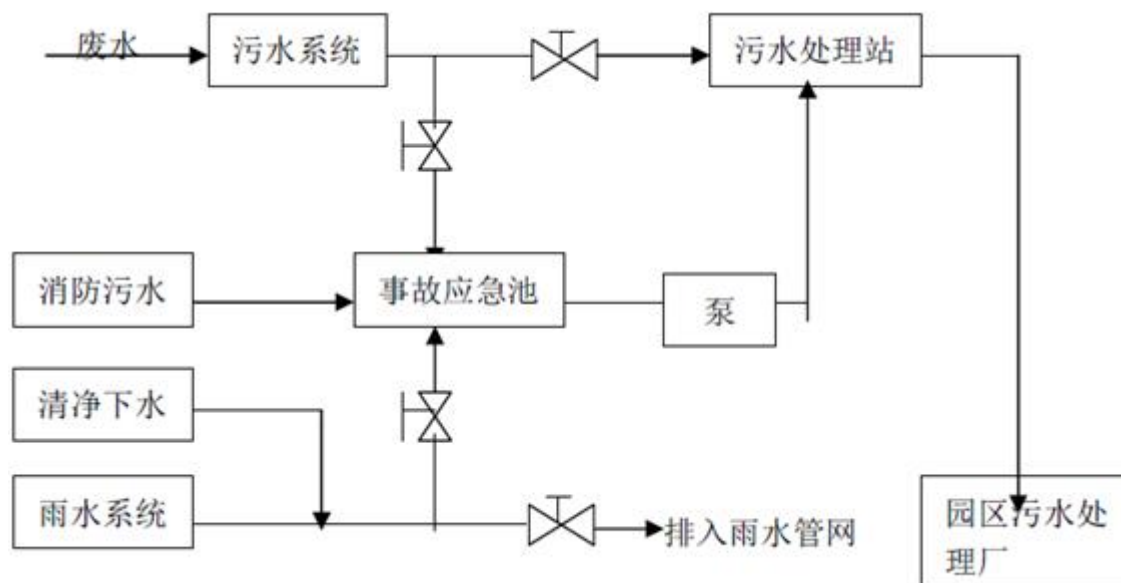 废水
污水系统
污水处理站
消防污水
事故应急池
泵
清净下水
雨水系统
排入雨水管网
园区污水处
理厂